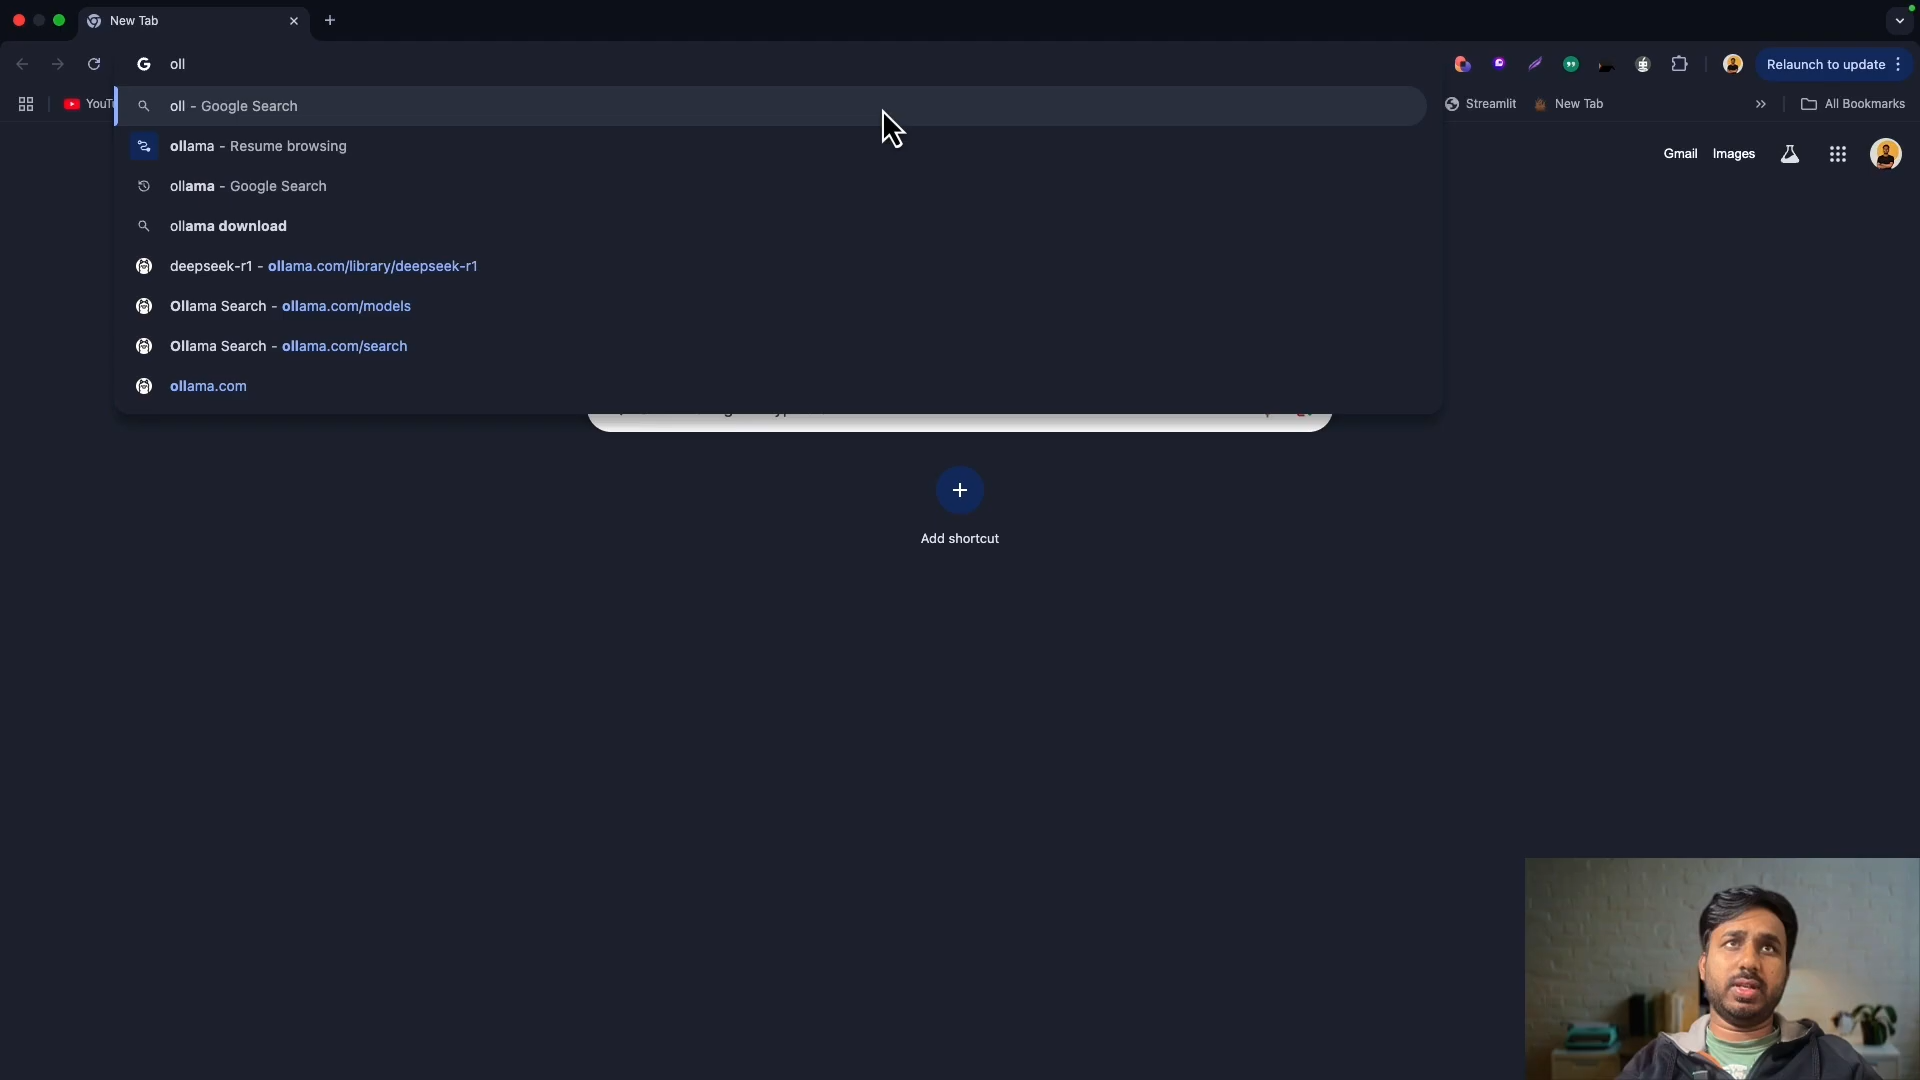 New Tab
oll
Relaunch to update
YouTu
oll - Google Search
Streamlit
New Tab
All Bookmarks
ollama - Resume browsing
Gmail
Images
ollama - Google Search
ollama download
deepseek-r1 - ollama.com/library/deepseek-r1
Ollama Search - ollama.com/models
Ollama Search - ollama.com/search
ollama.com
Add shortcut